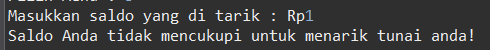 Masukkan saldo yang di tarik : Rp1
Saldo Anda tidak mencukupi untuk menarik tunai anda!